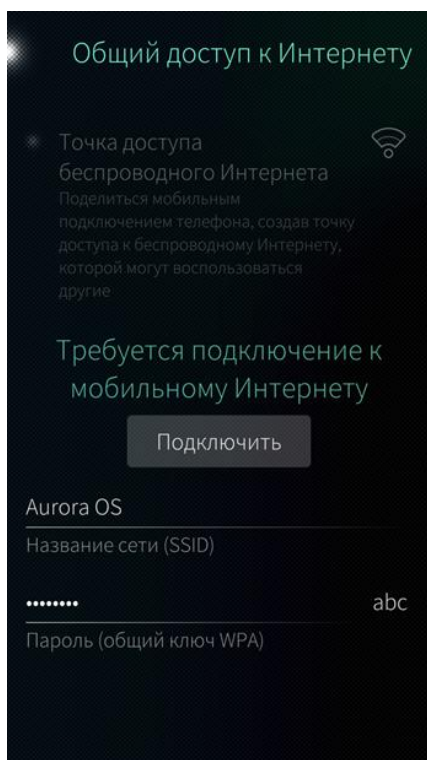 Общий доступ к Интернету
Точка доступа
беспроводного Интернета
Поделиться мобильным
подключением телефона, создав точку
доступа к беспроводному Интернету,
которой могут воспользоваться
другие
Требуется подключение к
мобильному Интернету
Подключить
Aurora OS
Название сети (SSID)
•••••••• abc
Пароль (общий ключ WPA)